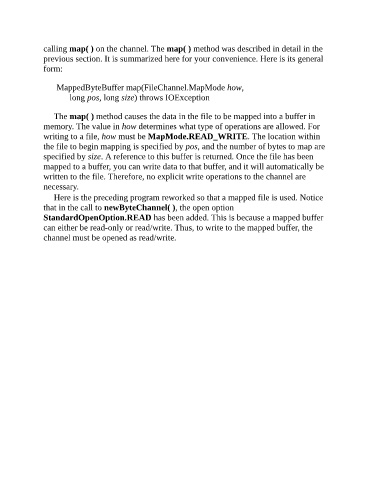 calling map( ) on the channel. The map( ) method was described in detail in the
previous section. It is summarized here for your convenience. Here is its general
form:
MappedByteBuffer map(FileChannel.MapMode how,
long pos, long size) throws IOException
The map( ) method causes the data in the file to be mapped into a buffer in
memory. The value in how determines what type of operations are allowed. For
writing to a file, how must be MapMode.READ_WRITE. The location within
the file to begin mapping is specified by pos, and the number of bytes to map are
specified by size. A reference to this buffer is returned. Once the file has been
mapped to a buffer, you can write data to that buffer, and it will automatically be
written to the file. Therefore, no explicit write operations to the channel are
necessary.
Here is the preceding program reworked so that a mapped file is used. Notice
that in the call to newByteChannel( ), the open option
StandardOpenOption.READ has been added. This is because a mapped buffer
can either be read-only or read/write. Thus, to write to the mapped buffer, the
channel must be opened as read/write.